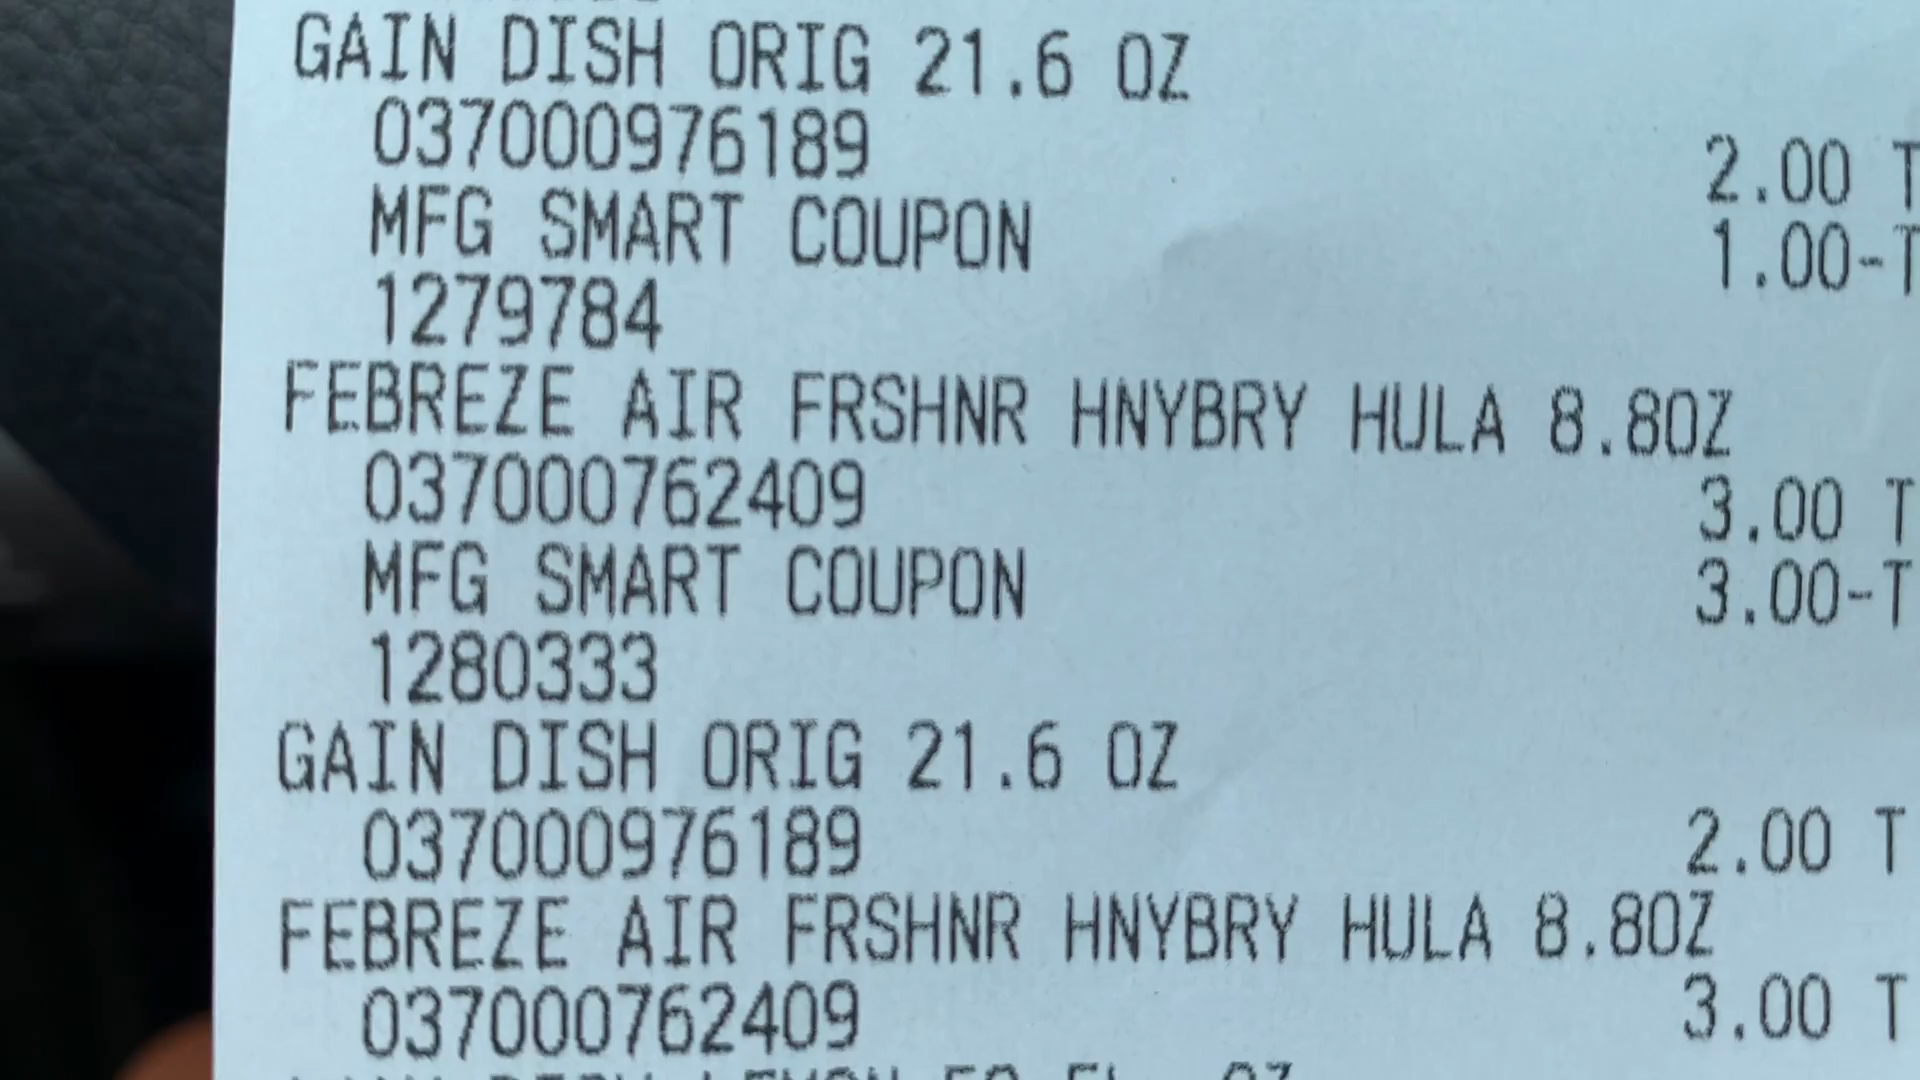 GAIN DISH ORIG 21.6 OZ
037000976189 2.00 T
MFG SMART COUPON 1.00-T
1279784
FEBREZE AIR FRSHNR HNYBRY HULA 8.8OZ
037000762409 3.00 T
MFG SMART COUPON 3.00-T
1280333
GAIN DISH ORIG 21.6 OZ
037000976189 2.00 T
FEBREZE AIR FRSHNR HNYBRY HULA 8.8OZ
037000762409 3.00 T